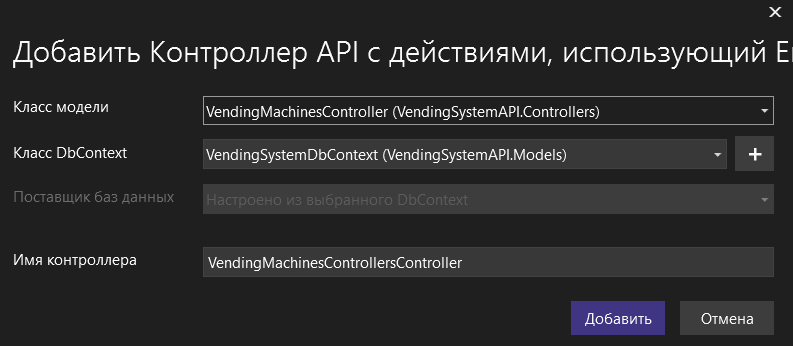 Добавить Контроллер API с действиями, использующий
Класс модели
VendingMachinesController (VendingSystemAPI.Controllers)
Класс DbContext
VendingSystemDbContext (VendingSystemAPI.Models)
+
Поставщик баз данных
Настроено из выбранного DbContext
Имя контроллера
VendingMachinesControllersController
Добавить
Отмена